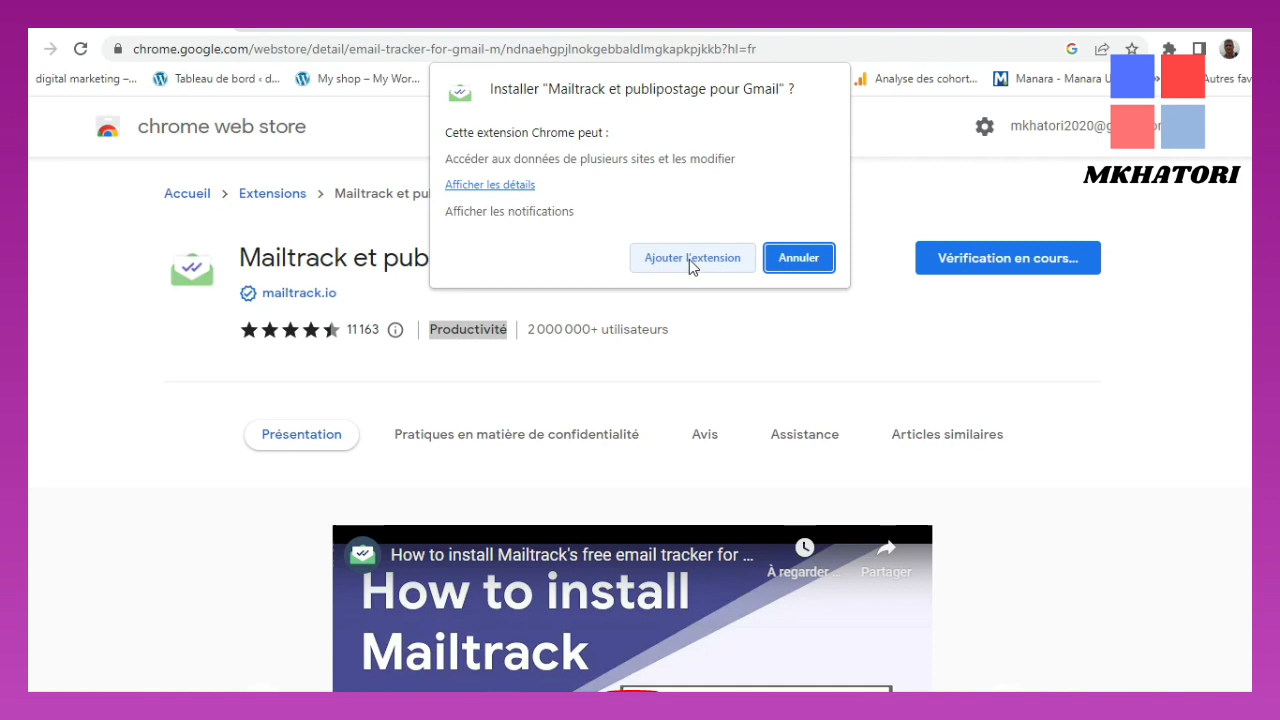 chrome.google.com/webstore/detail/email-tracker-for-gmail-m/ndnaehgpjlnokgebbaldlmgkapkpjkkb?hl=fr
digital marketing –...
Tableau de bord ‹ d...
My shop – My Wor...
Analyse des cohort...
Manara - Manara U
Autres fav
chrome web store
mkhatori2020@g
MKHATORI
Installer "Mailtrack et publipostage pour Gmail" ?
Cette extension Chrome peut :
Accéder aux données de plusieurs sites et les modifier
Afficher les détails
Afficher les notifications
Ajouter l'extension
Annuler
Accueil > Extensions > Mailtrack et pu
Mailtrack et pub
Vérification en cours...
mailtrack.io
11 163
Productivité
2 000 000+ utilisateurs
Présentation
Pratiques en matière de confidentialité
Avis
Assistance
Articles similaires
How to install Mailtrack's free email tracker for ...
À regarder ...
Partager
How to install
Mailtrack